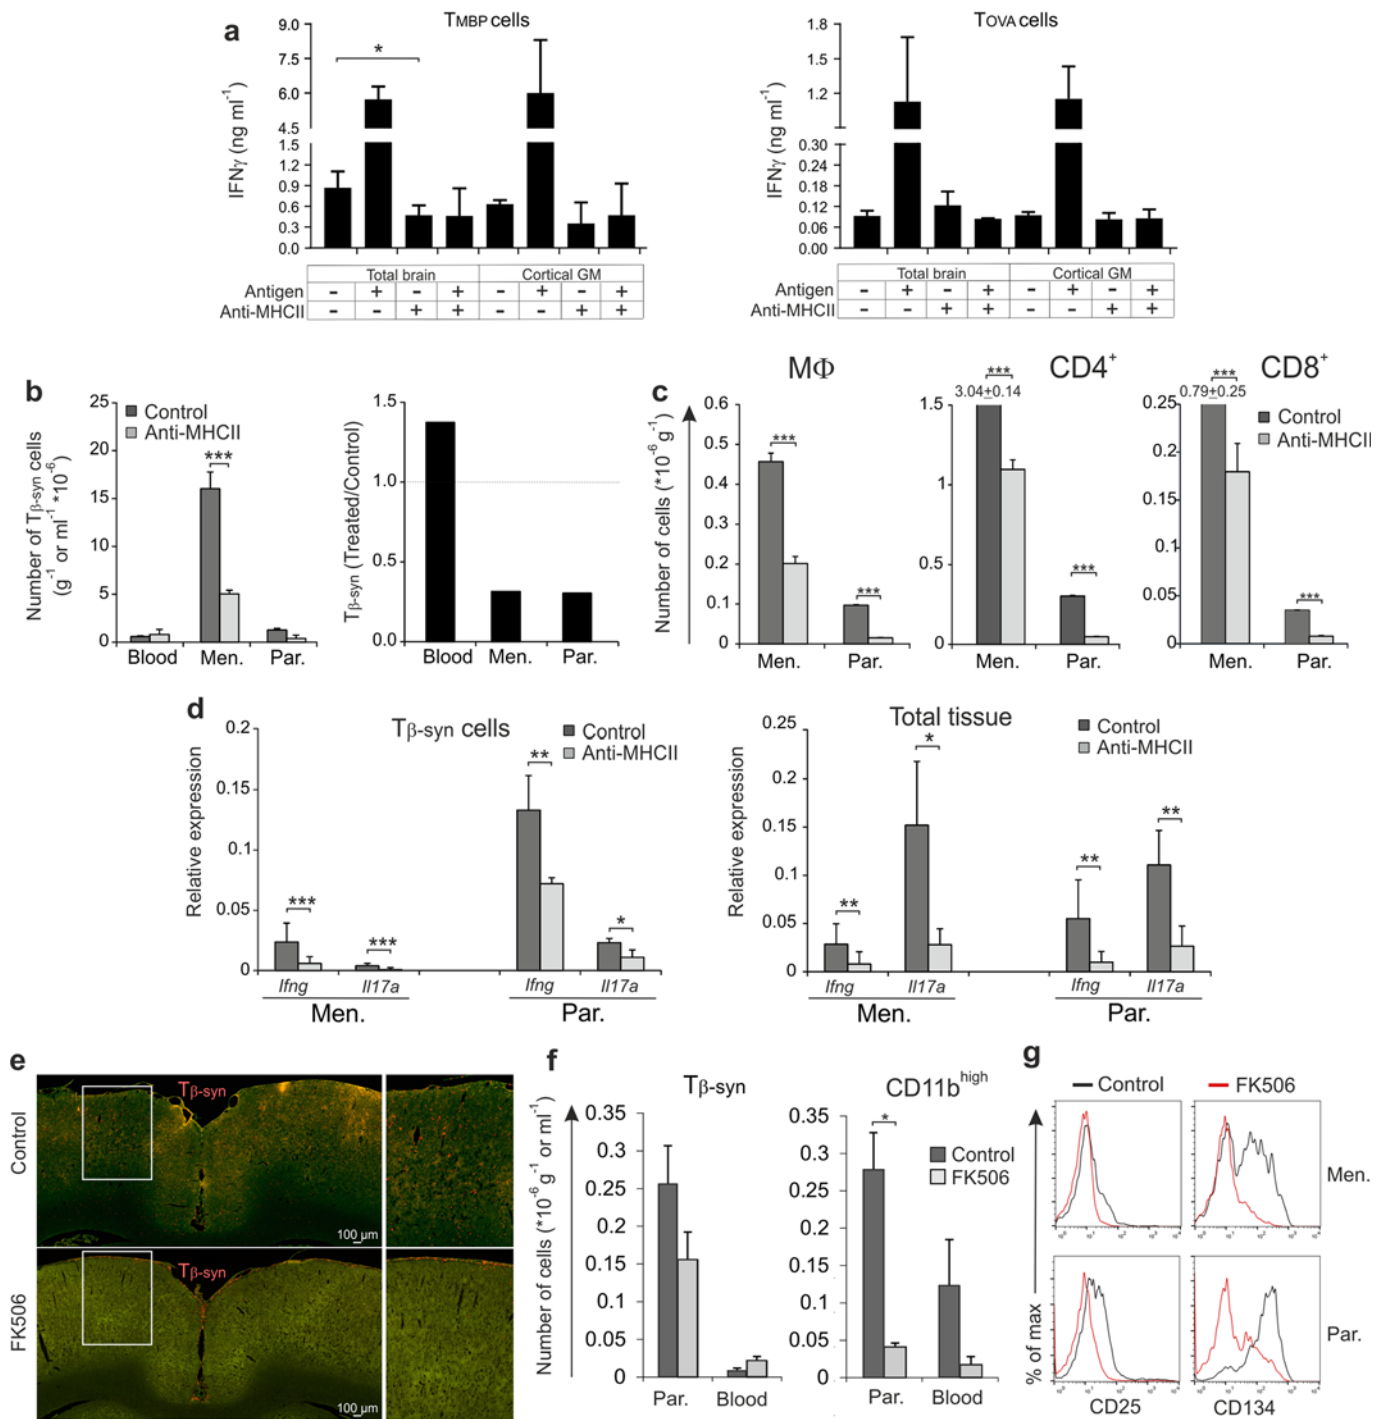 a
TMBP cells
TOVA cells
*
IFNγ (ng ml⁻¹)
9.0
7.5
6.0
4.5
1.5
1.2
0.9
0.6
0.3
0.0
IFNγ (ng ml⁻¹)
1.8
1.5
1.2
0.30
0.24
0.18
0.12
0.06
0.00
Total brain Cortical GM
Antigen - + - + - + - +
Anti-MHCII - - + + - - + +
Total brain Cortical GM
Antigen - + - + - + - +
Anti-MHCII - - + + - - + +
b
Number of Tβ-syn cells
(g⁻¹ or ml⁻¹ *10⁻⁶)
25
20
15
10
5
0
Control
Anti-MHCII
***
Blood Men. Par.
Tβ-syn (Treated/Control)
1.5
1.0
0.5
0.0
Blood Men. Par.
c
MΦ
CD4⁺
CD8⁺
Number of cells (*10⁻⁶ g⁻¹)
0.6
0.5
0.4
0.3
0.2
0.1
0
***
***
Men. Par.
***
3.04±0.14
1.5
1
0.5
0
***
Men. Par.
***
0.79±0.25
0.25
0.2
0.15
0.1
0.05
0
Control
Anti-MHCII
***
Men. Par.
d
Tβ-syn cells
Relative expression
0.2
0.15
0.1
0.05
0
Control
Anti-MHCII
*** *** ** *
Ifng Il17a Ifng Il17a
Men. Par.
Total tissue
Relative expression
0.25
0.2
0.15
0.1
0.05
0
Control
Anti-MHCII
** * ** **
Ifng Il17a Ifng Il17a
Men. Par.
e
Control
Tβ-syn
100 µm
100 µm
FK506
Tβ-syn
100 µm
100 µm
f
Tβ-syn
CD11bhigh
Number of cells (*10⁻⁶ g⁻¹ or ml⁻¹)
0.35
0.3
0.25
0.2
0.15
0.1
0.05
0
Par. Blood
0.35
0.3
0.25
0.2
0.15
0.1
0.05
0
*
Control
FK506
Par. Blood
g
Control FK506
Men.
Par.
% of max
CD25 CD134